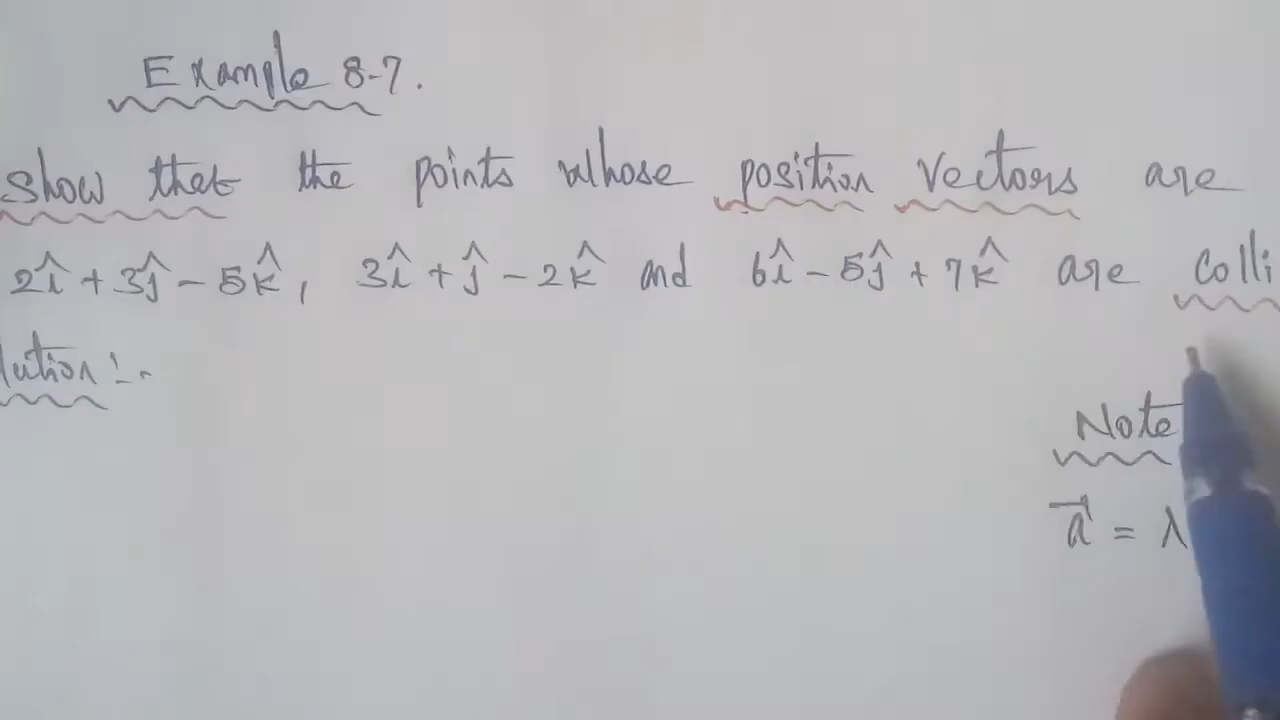 Example 8-7.
Show that the points whose position vectors are
2î + 3ĵ - 5k̂, 3î + ĵ - 2k̂ and 6î - 5ĵ + 7k̂ are colli
lution:-
Note
a⃗ = λ